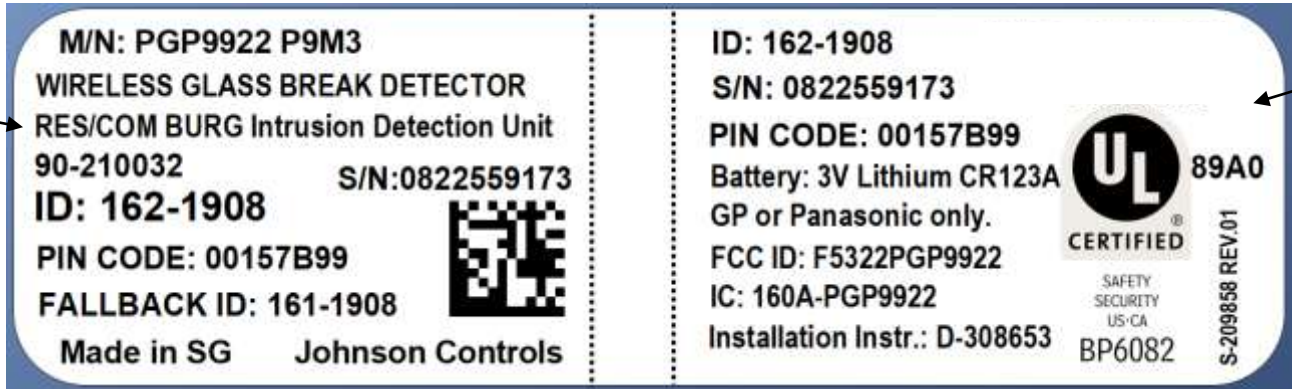 M/N: PGP9922 P9M3
WIRELESS GLASS BREAK DETECTOR
RES/COM BURG Intrusion Detection Unit
90-210032
S/N:0822559173
ID: 162-1908
PIN CODE: 00157B99
FALLBACK ID: 161-1908
Made in SG Johnson Controls
ID: 162-1908
S/N: 0822559173
PIN CODE: 00157B99
Battery: 3V Lithium CR123A
GP or Panasonic only.
FCC ID: F5322PGP9922
IC: 160A-PGP9922
Installation Instr.: D-308653
UL
®
CERTIFIED
SAFETY
SECURITY
US·CA
BP6082
89A0
S-209858 REV.01